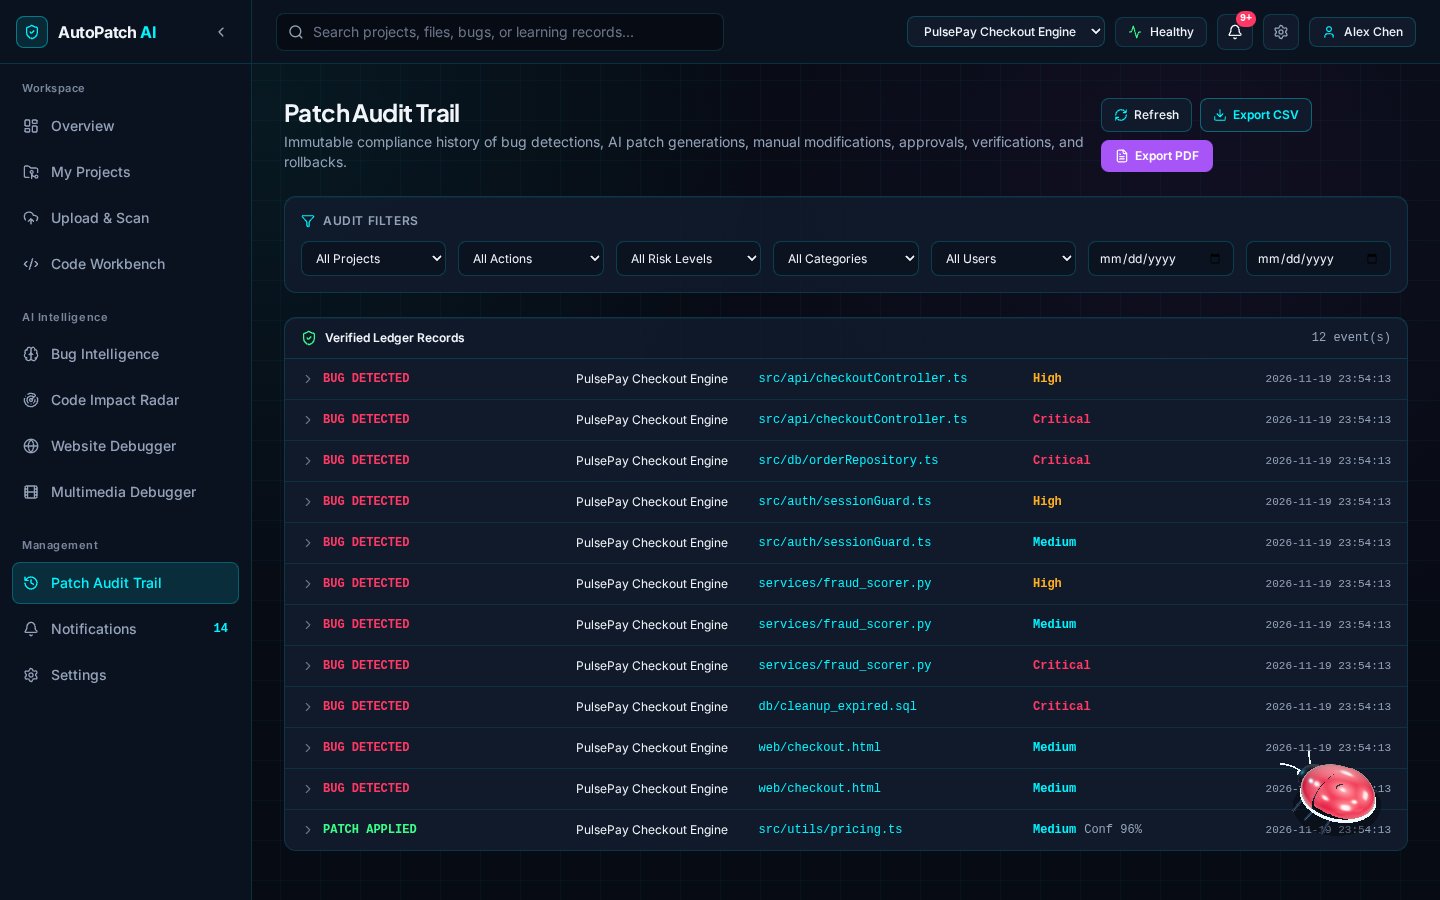 AutoPatch AI
Search projects, files, bugs, or learning records...
PulsePay Checkout Engine
Healthy
9+
Alex Chen
Workspace
Overview
My Projects
Upload & Scan
Code Workbench
AI Intelligence
Bug Intelligence
Code Impact Radar
Website Debugger
Multimedia Debugger
Management
Patch Audit Trail
Notifications 14
Settings
Patch Audit Trail
Immutable compliance history of bug detections, AI patch generations, manual modifications, approvals, verifications, and
rollbacks.
Refresh
Export CSV
Export PDF
AUDIT FILTERS
All Projects All Actions All Risk Levels All Categories All Users mm/dd/yyyy mm/dd/yyyy
Verified Ledger Records 12 event(s)
BUG DETECTED PulsePay Checkout Engine src/api/checkoutController.ts High 2026-11-19 23:54:13
BUG DETECTED PulsePay Checkout Engine src/api/checkoutController.ts Critical 2026-11-19 23:54:13
BUG DETECTED PulsePay Checkout Engine src/db/orderRepository.ts Critical 2026-11-19 23:54:13
BUG DETECTED PulsePay Checkout Engine src/auth/sessionGuard.ts High 2026-11-19 23:54:13
BUG DETECTED PulsePay Checkout Engine src/auth/sessionGuard.ts Medium 2026-11-19 23:54:13
BUG DETECTED PulsePay Checkout Engine services/fraud_scorer.py High 2026-11-19 23:54:13
BUG DETECTED PulsePay Checkout Engine services/fraud_scorer.py Medium 2026-11-19 23:54:13
BUG DETECTED PulsePay Checkout Engine services/fraud_scorer.py Critical 2026-11-19 23:54:13
BUG DETECTED PulsePay Checkout Engine db/cleanup_expired.sql Critical 2026-11-19 23:54:13
BUG DETECTED PulsePay Checkout Engine web/checkout.html Medium 2026-11-19 23:54:13
BUG DETECTED PulsePay Checkout Engine web/checkout.html Medium 2026- 13
PATCH APPLIED PulsePay Checkout Engine src/utils/pricing.ts Medium Conf 96% 2026-11-19 23:54:13